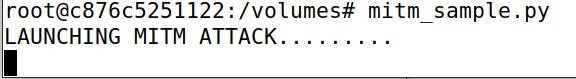 root@c876c5251122:/volumes# mitm_sample.py
LAUNCHING MITM ATTACK.........